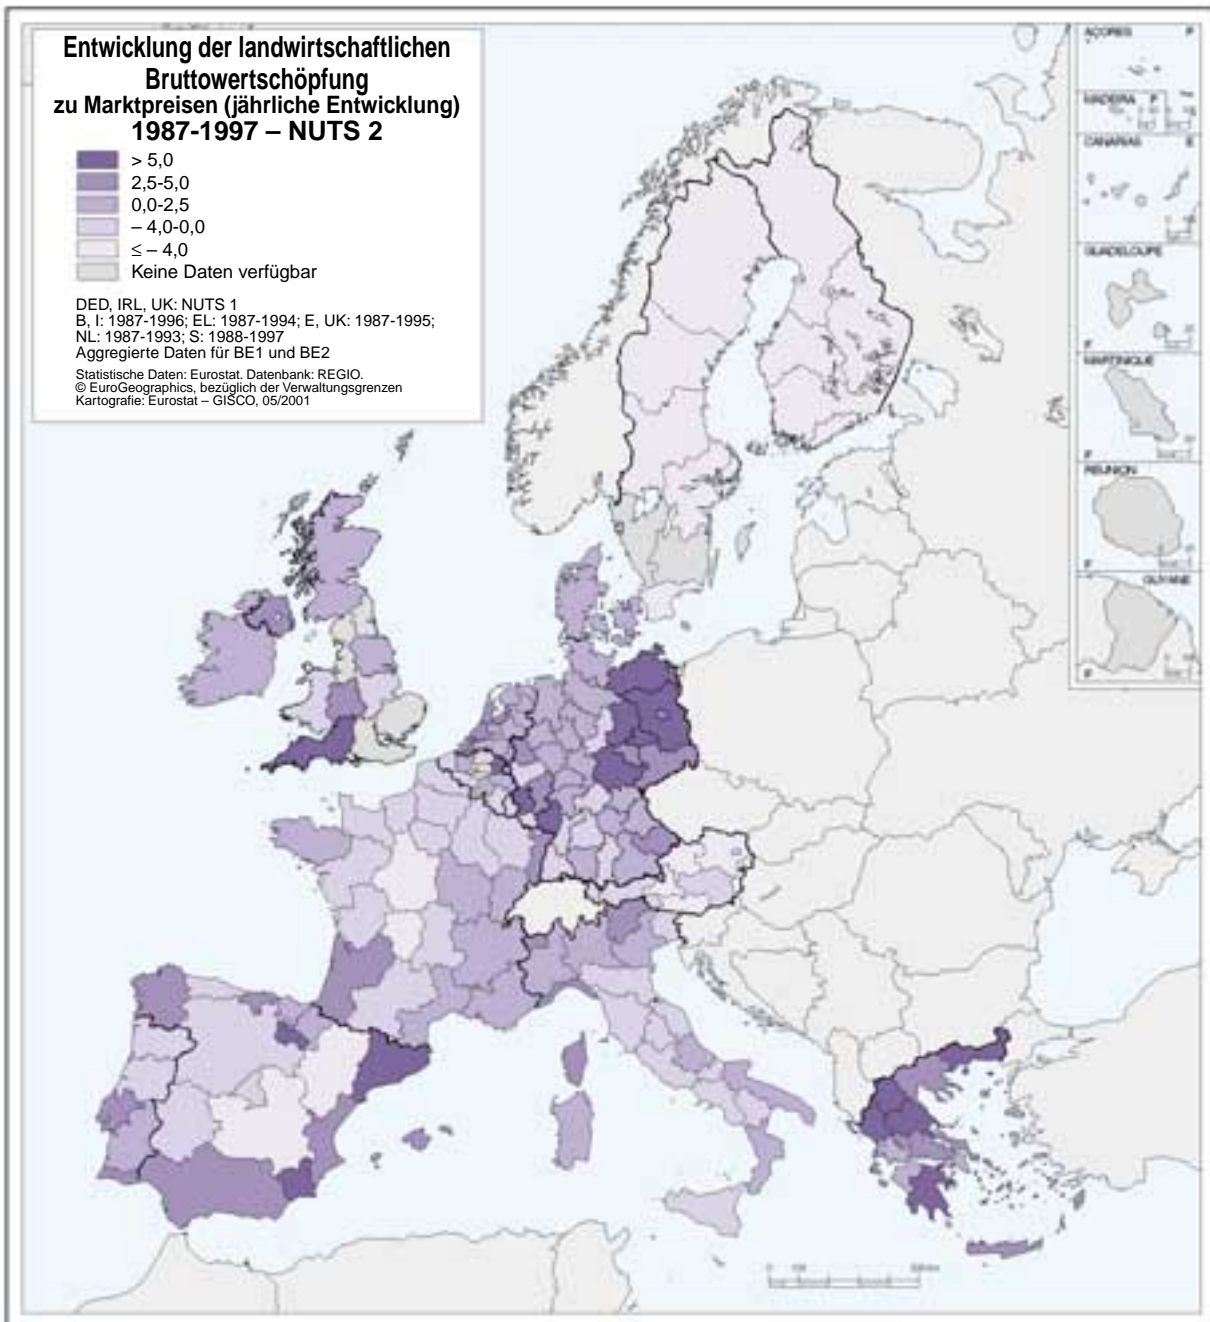 Entwicklung der landwirtschaftlichen
Bruttowertschöpfung
zu Marktpreisen (jährliche Entwicklung)
1987-1997 – NUTS 2
> 5,0
2,5-5,0
0,0-2,5
– 4,0-0,0
≤ – 4,0
Keine Daten verfügbar
DED, IRL, UK: NUTS 1
B, I: 1987-1996; EL: 1987-1994; E, UK: 1987-1995;
NL: 1987-1993; S: 1988-1997
Aggregierte Daten für BE1 und BE2
Statistische Daten: Eurostat. Datenbank: REGIO.
© EuroGeographics, bezüglich der Verwaltungsgrenzen
Kartografie: Eurostat – GISCO, 05/2001
AÇORES P
MADEIRA P
CANARIAS E
GUADELOUPE
F
MARTINIQUE
F
REUNION
F
GUYANE
F